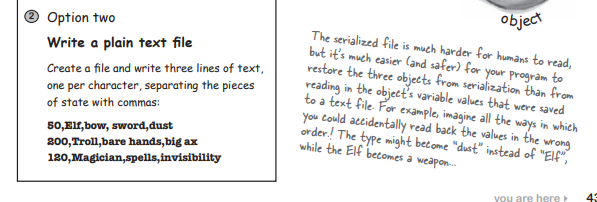 2 Option two
Write a plain text file
Create a file and write three lines of text,
one per character, separating the pieces
of state with commas:
50,Elf,bow, sword,dust
200,Troll,bare hands,big ax
120,Magician,spells,invisibility
object
The serialized file is much harder for humans to read,
but it's much easier (and safer) for your program to
restore the three objects from serialization than from
reading in the object's variable values that were saved
to a text file. For example, imagine all the ways in which
you could accidentally read back the values in the wrong
order! The type might become "dust" instead of "Elf",
while the Elf becomes a weapon...
you are here